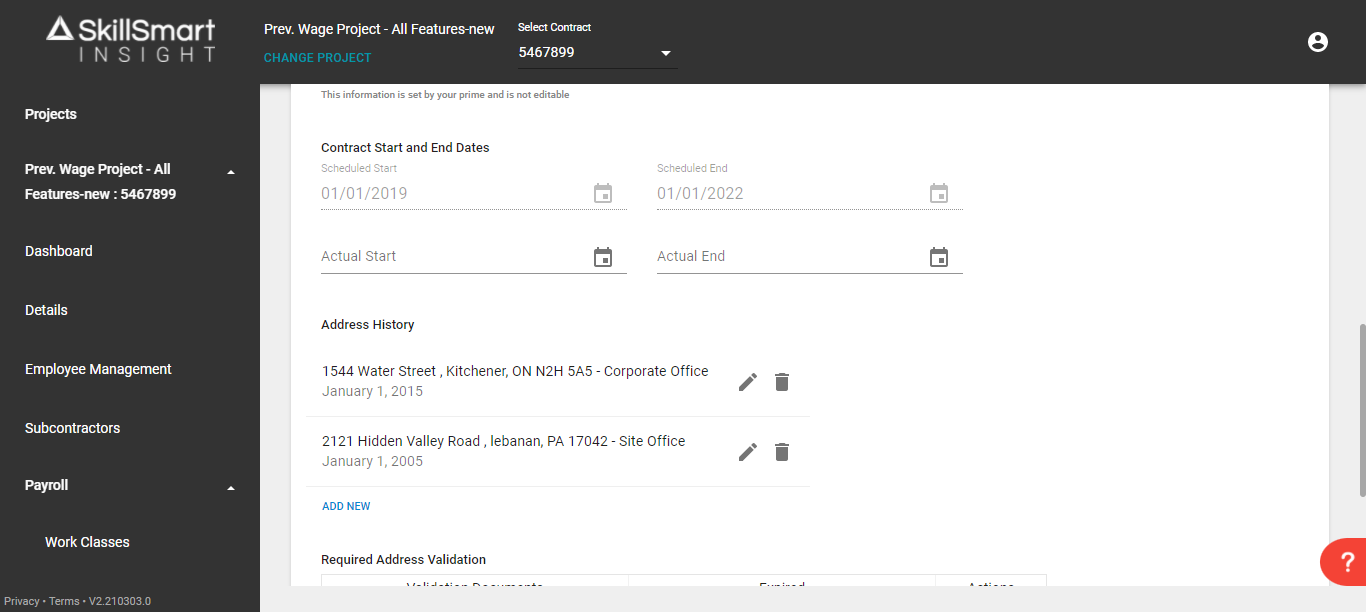 SkillSmart
INSIGHT
Prev. Wage Project - All Features-new
CHANGE PROJECT
Select Contract
5467899
Projects
Prev. Wage Project - All
Features-new : 5467899
Dashboard
Details
Employee Management
Subcontractors
Payroll
Work Classes
Privacy • Terms • V2.210303.0
This information is set by your prime and is not editable
Contract Start and End Dates
Scheduled Start
01/01/2019
Scheduled End
01/01/2022
Actual Start
Actual End
Address History
1544 Water Street , Kitchener, ON N2H 5A5 - Corporate Office
January 1, 2015
2121 Hidden Valley Road , lebanan, PA 17042 - Site Office
January 1, 2005
ADD NEW
Required Address Validation
Validation Documents
Expired
Actions
?